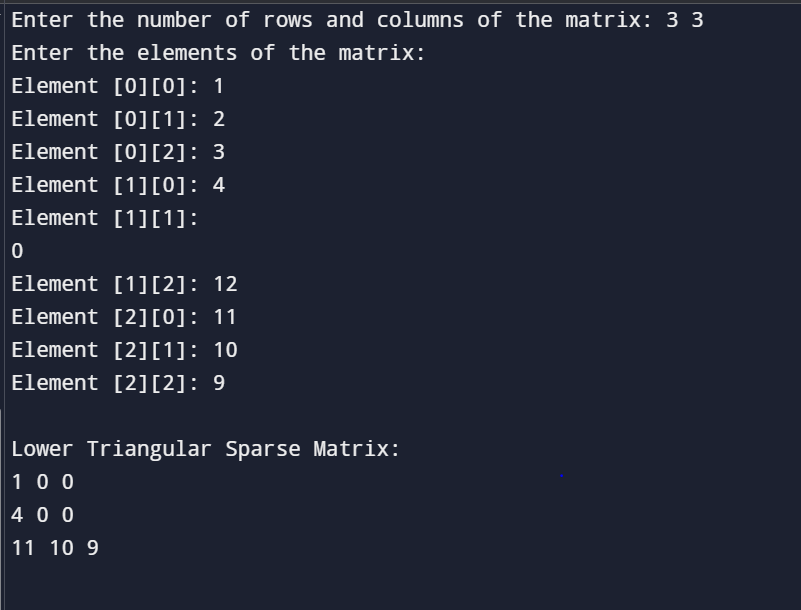 Enter the number of rows and columns of the matrix: 3 3
Enter the elements of the matrix:
Element [0][0]: 1
Element [0][1]: 2
Element [0][2]: 3
Element [1][0]: 4
Element [1][1]:
0
Element [1][2]: 12
Element [2][0]: 11
Element [2][1]: 10
Element [2][2]: 9
Lower Triangular Sparse Matrix:
1 0 0
4 0 0
11 10 9